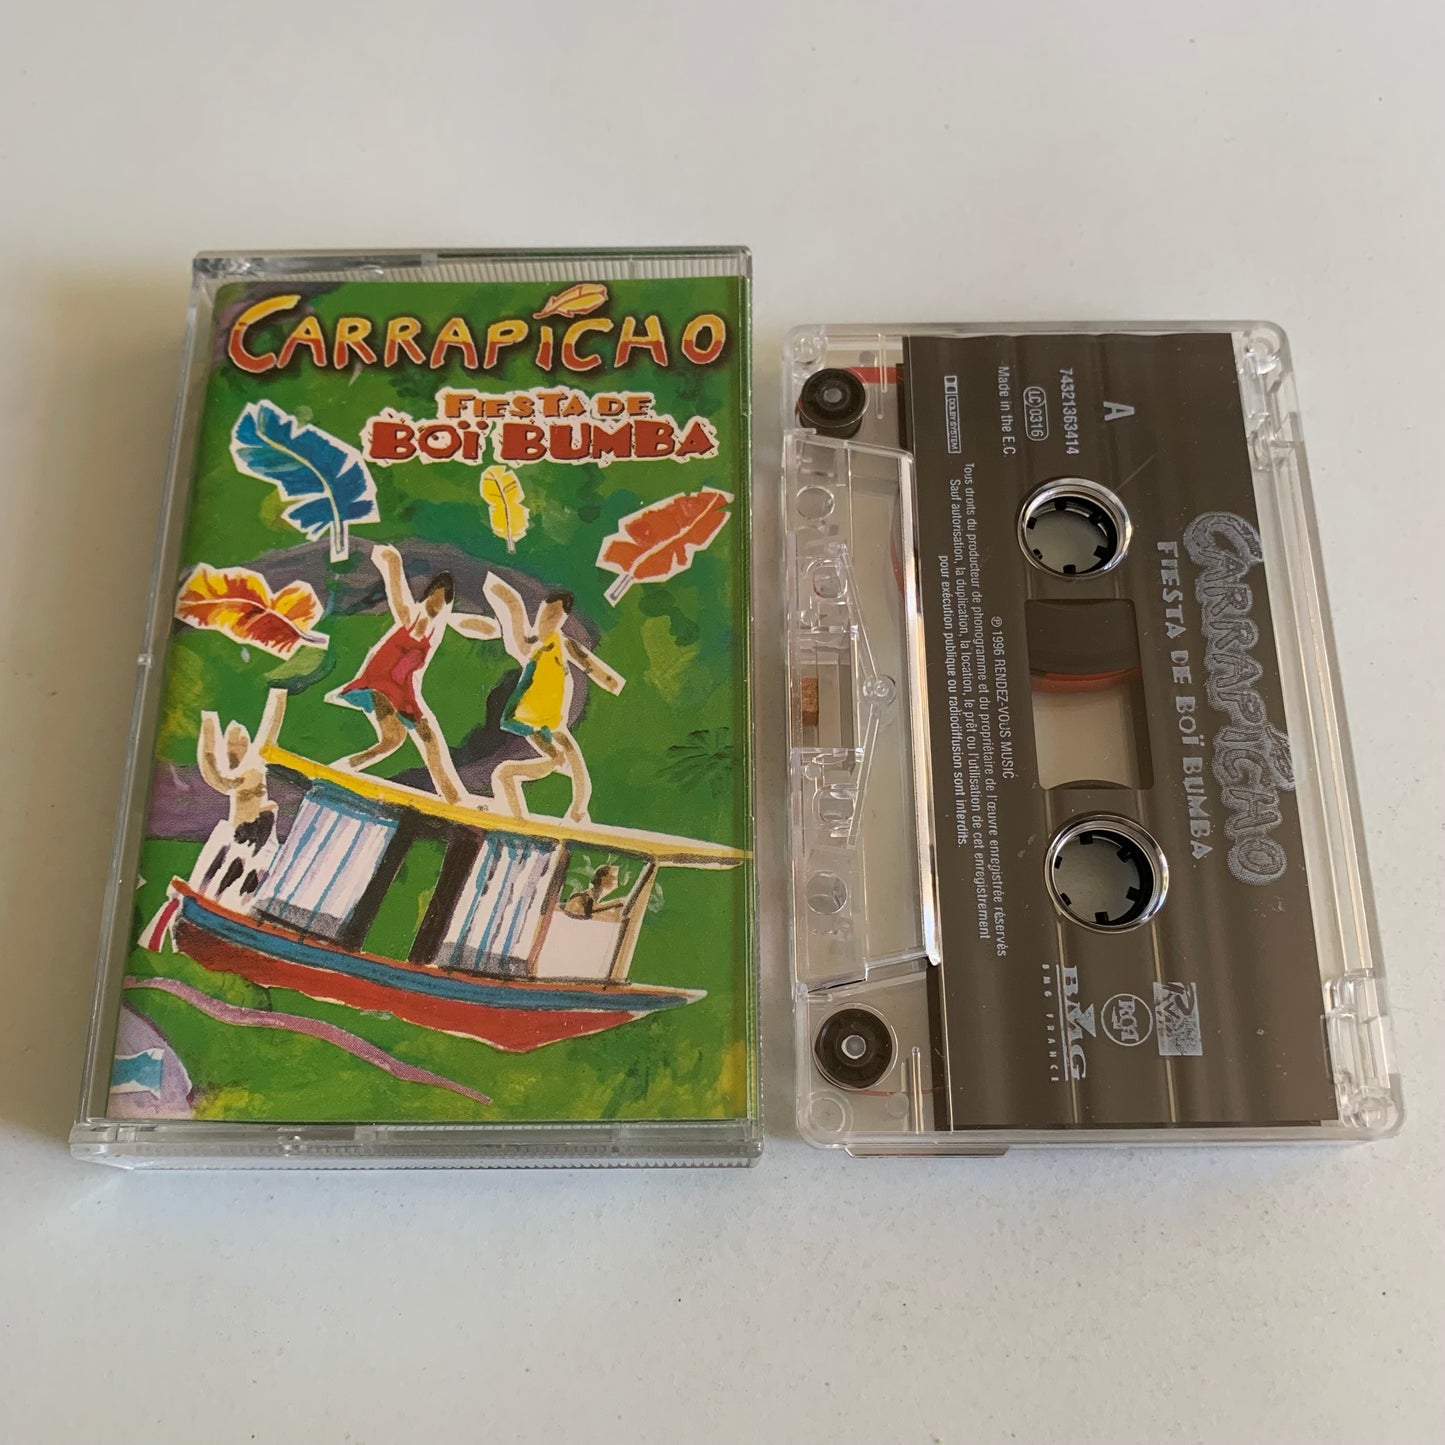 CARRAPICHO
FIESTA DE
BOÏ BUMBA
A
74321363414
LC 0316
Made in the E.C.
DOLBY SYSTEM
CARRAPICHO
FIESTA DE BOÏ BUMBA
℗ 1996 RENDEZ-VOUS MUSIC
Tous droits du producteur de phonogramme et du propriétaire de l'œuvre enregistrée réservés
Sauf autorisation, la duplication, la location, le prêt ou l'utilisation de cet enregistrement
pour exécution publique ou radiodiffusion sont interdits.
RCA
BMG
BMG FRANCE